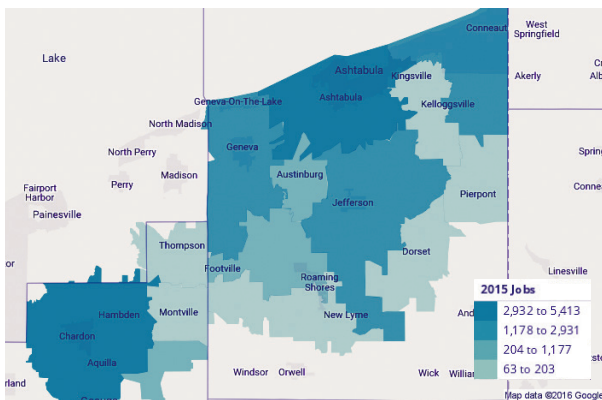 Conneaut
West
Springfield
Lake
Ashtabula
Kingsville
Akerly
Geneva-On-The-Lake
Ashtabula
Kelloggsville
North Madison
Geneva
North Perry
Austinburg
Perry
Madison
Fairport
Harbor
Pierpont
Painesville
Jefferson
Thompson
Dorset
Footville
Roaming
Shores
Linesville
Hambden
Montville
New Lyme
Chardon
Aquilla
Windsor
Orwell
Wick
2015 Jobs
2,932 to 5,413
1,178 to 2,931
204 to 1,177
63 to 203
Map data ©2016 Google